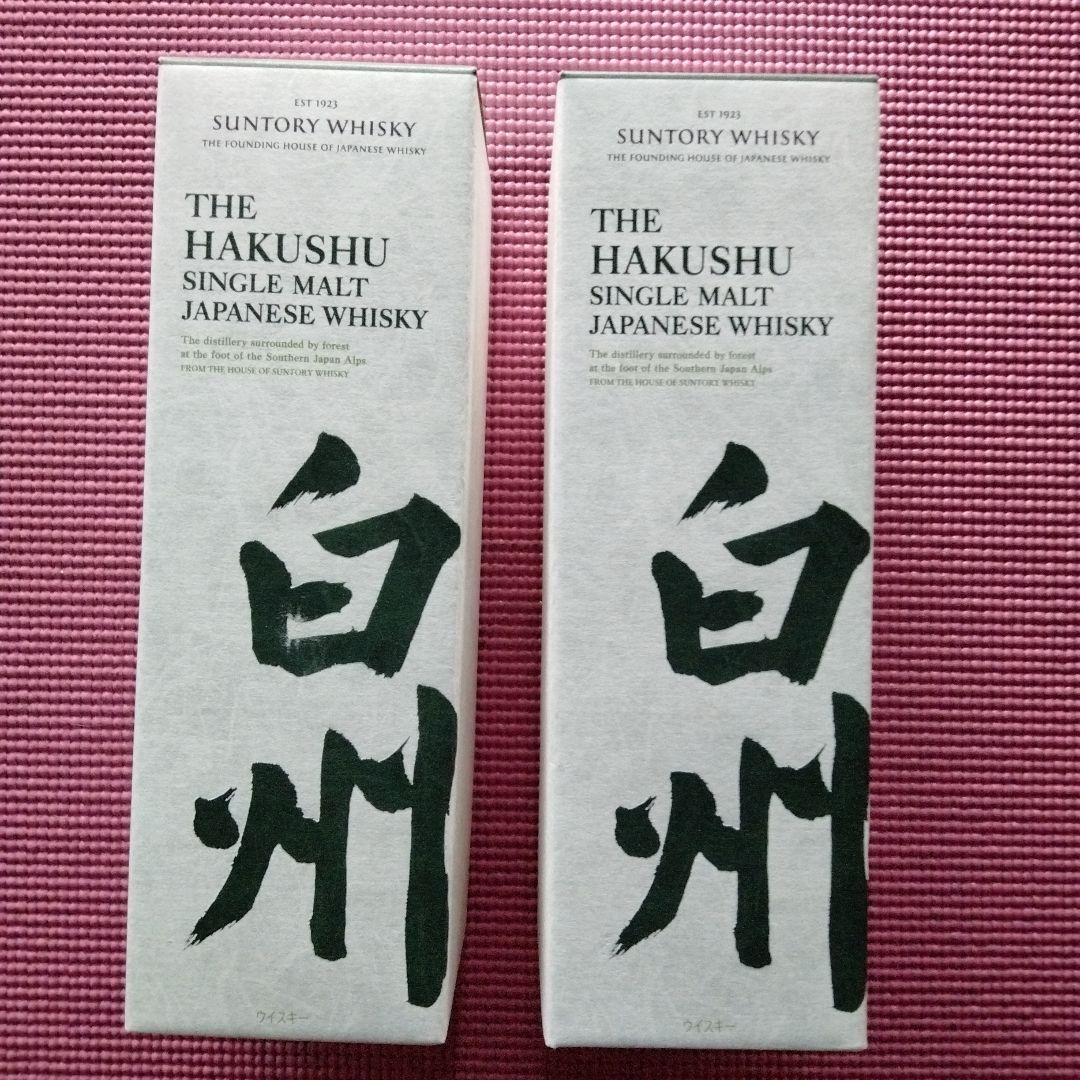 EST 1923
SUNTORY WHISKY
THE FOUNDING HOUSE OF JAPANESE WHISKY
THE
HAKUSHU
SINGLE MALT
JAPANESE WHISKY
The distillery surrounded by forest
at the foot of the Southern Japan Alps
FROM THE HOUSE OF SUNTORY WHISKY
白州
ウイスキー
EST 1923
SUNTORY WHISKY
THE FOUNDING HOUSE OF JAPANESE WHISKY
THE
HAKUSHU
SINGLE MALT
JAPANESE WHISKY
The distillery surrounded by forest
at the foot of the Southern Japan Alps
FROM THE HOUSE OF SUNTORY WHISKY
白州
ウイスキー